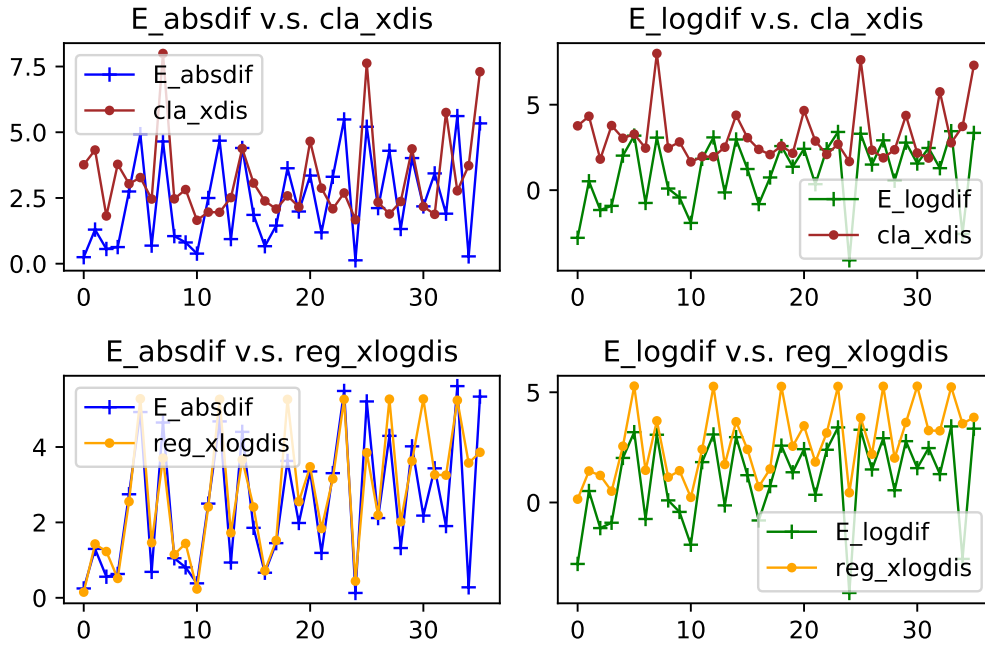 E_absdif v.s. cla_xdis
7.5
5.0
2.5
0.0
E_absdif
cla_xdis
0 10 20 30
E_logdif v.s. cla_xdis
5
0
E_logdif
cla_xdis
0 10 20 30
E_absdif v.s. reg_xlogdis
4
2
0
E_absdif
reg_xlogdis
0 10 20 30
E_logdif v.s. reg_xlogdis
5
0
E_logdif
reg_xlogdis
0 10 20 30